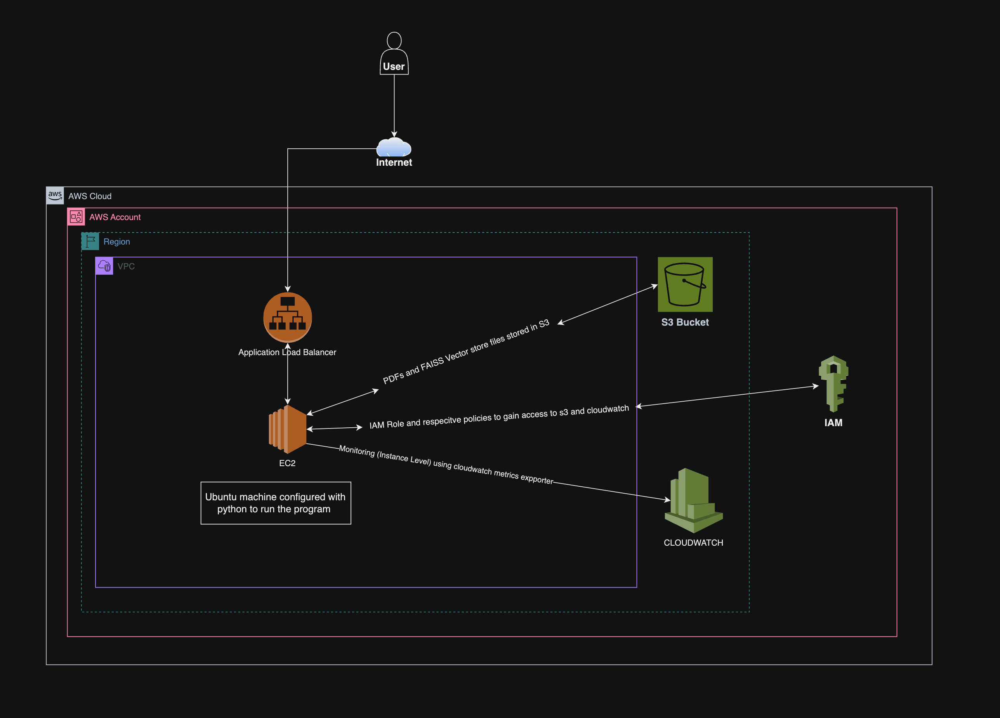 User
Internet
aws
AWS Cloud
AWS Account
Region
VPC
S3 Bucket
Application Load Balancer
PDFs and FAISS Vector store files stored in S3
IAM Role and respecitve policies to gain access to s3 and cloudwatch
IAM
Monitoring (Instance Level) using cloudwatch metrics expporter
EC2
Ubuntu machine configured with
python to run the program
CLOUDWATCH